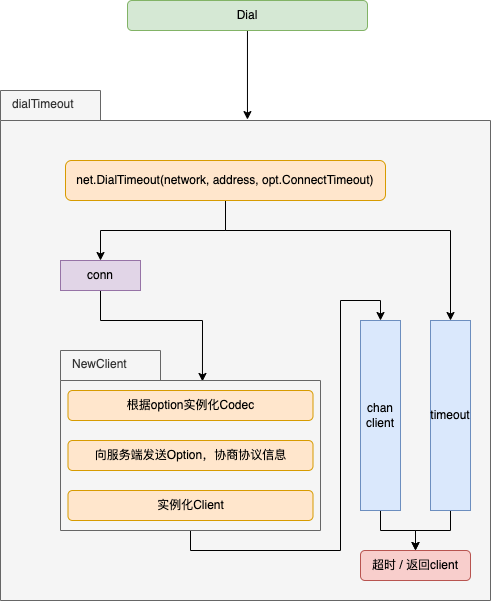 Dial
dialTimeout
net.DialTimeout(network, address, opt.ConnectTimeout)
conn
NewClient
根据option实例化Codec
向服务端发送Option，协商协议信息
实例化Client
chan
client
timeout
超时 / 返回client